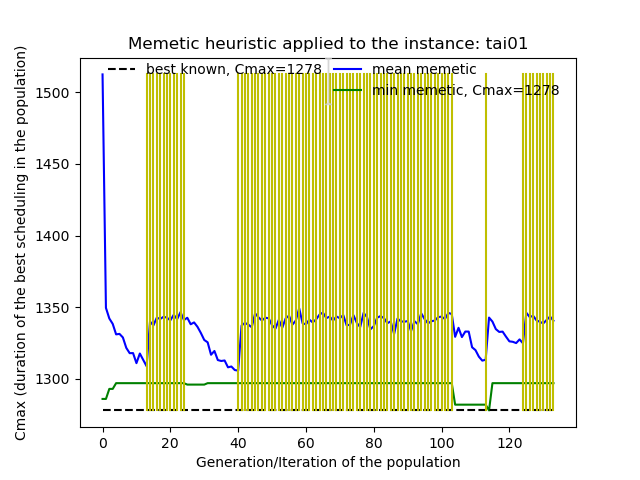 Memetic heuristic applied to the instance: tai01
best known, Cmax=1278
mean memetic
min memetic, Cmax=1278
Cmax (duration of the best scheduling in the population)
1500
1450
1400
1350
1300
0 20 40 60 80 100 120
Generation/Iteration of the population